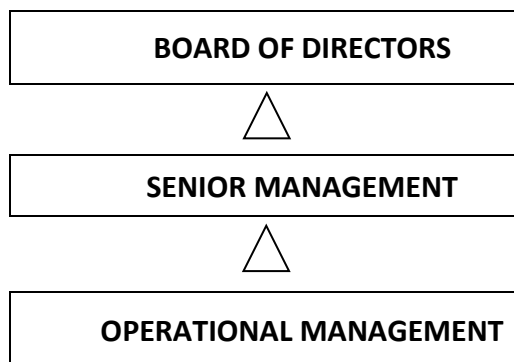 BOARD OF DIRECTORS
SENIOR MANAGEMENT
OPERATIONAL MANAGEMENT